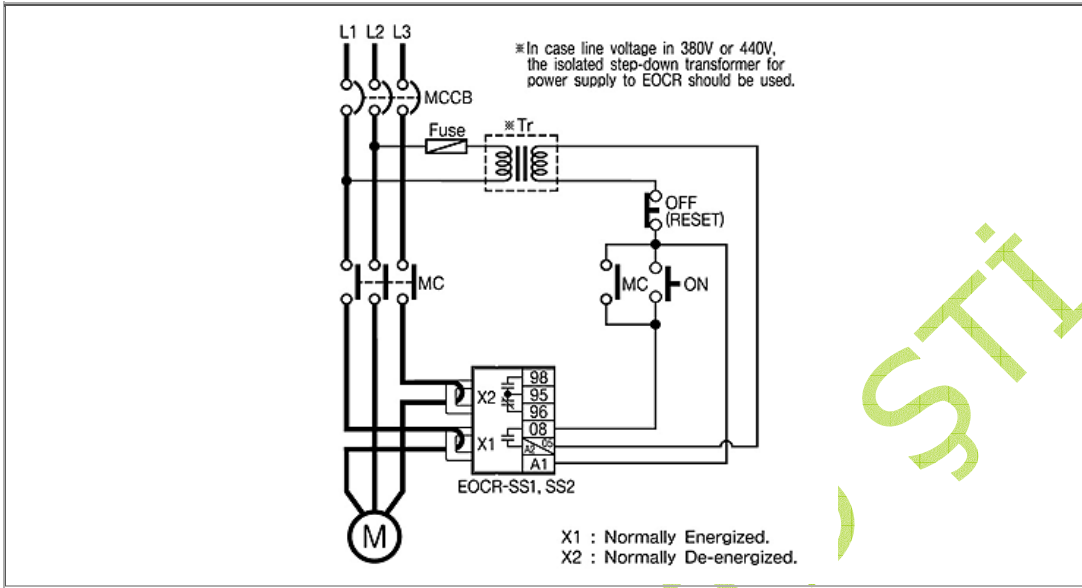 L1 L2 L3
※In case line voltage in 380V or 440V,
the isolated step-down transformer for
power supply to EOCR should be used.
MCCB
Fuse
※Tr
OFF
(RESET)
MC
MC
ON
98
X2
95
96
08
X1
A2 05
A1
EOCR-SS1, SS2
M
X1 : Normally Energized.
X2 : Normally De-energized.
ŞTİ